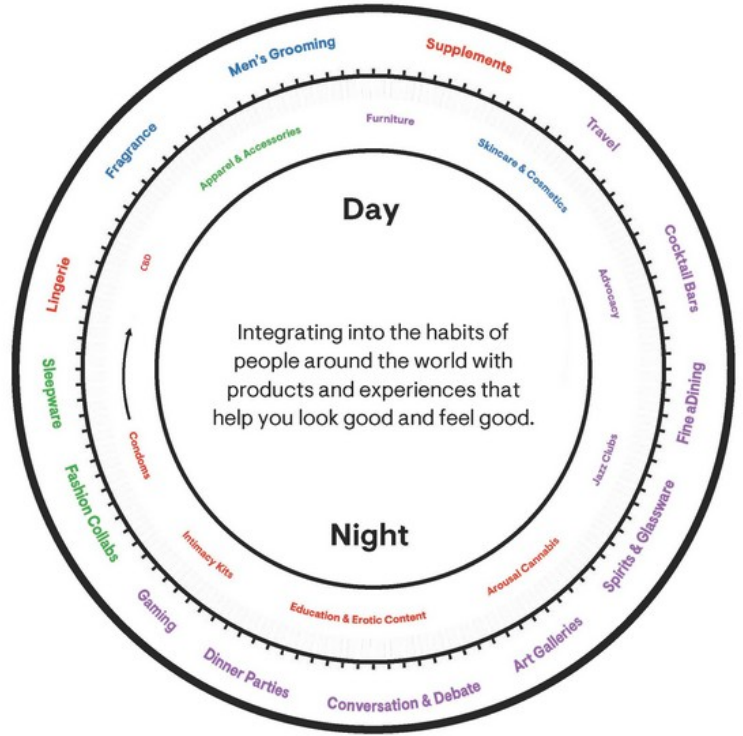 Men's Grooming
Supplements
Travel
Cocktail Bars
Fine aDining
Spirits & Glassware
Art Galleries
Conversation & Debate
Dinner Parties
Gaming
Fashion Collabs
Sleepware
Lingerie
Fragrance
Furniture
Skincare & Cosmetics
Advocacy
Jazz Clubs
Arousal Cannabis
Education & Erotic Content
Intimacy Kits
Condoms
CBD
Apparel & Accessories
Day
Integrating into the habits of
people around the world with
products and experiences that
help you look good and feel good.
Night